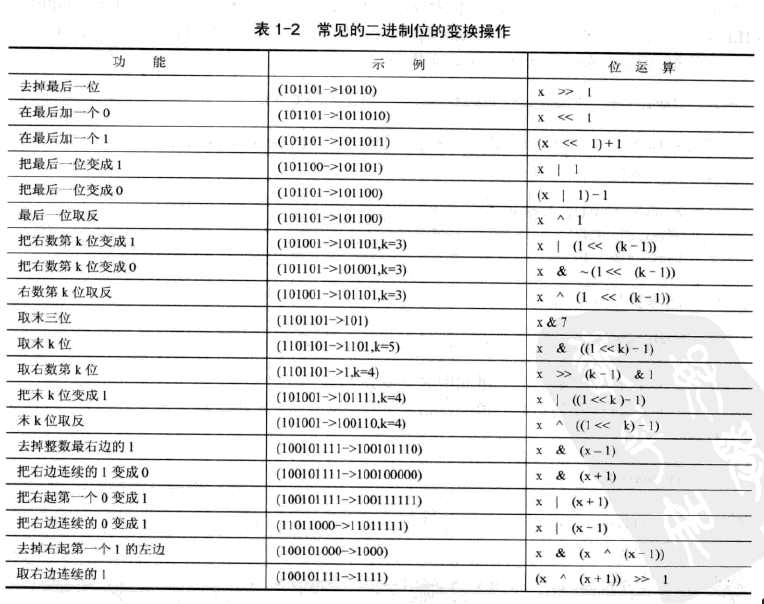 表 1-2 常见的二进制位的变换操作
功 能 示 例 位 运 算
去掉最后一位 (101101->10110) x >> 1
在最后加一个 0 (101101->1011010) x << 1
在最后加一个 1 (101101->1011011) (x << 1)+1
把最后一位变成 1 (101100->101101) x | 1
把最后一位变成 0 (101101->101100) (x | 1)-1
最后一位取反 (101101->101100) x ^ 1
把右数第 k 位变成 1 (101001->101101,k=3) x | (1 << (k-1))
把右数第 k 位变成 0 (101101->101001,k=3) x & ~(1 << (k-1))
右数第 k 位取反 (101001->101101,k=3) x ^ (1 << (k-1))
取末三位 (1101101->101) x & 7
取末 k 位 (1101101->1101,k=5) x & ((1 << k)-1)
取右数第 k 位 (1101101->1,k=4) x >> (k-1) & 1
把末 k 位变成 1 (101001->101111,k=4) x | ((1 << k )-1)
末 k 位取反 (101001->100110,k=4) x ^ ((1 << k)-1)
去掉整数最右边的 1 (100101111->100101110) x & (x-1)
把右边连续的 1 变成 0 (100101111->100100000) x & (x+1)
把右起第一个 0 变成 1 (100101111->100111111) x | (x+1)
把右边连续的 0 变成 1 (11011000->11011111) x | (x-1)
去掉右起第一个 1 的左边 (100101000->1000) x & (x ^ (x-1))
取右边连续的 1 (100101111->1111) (x ^ (x+1)) >> 1